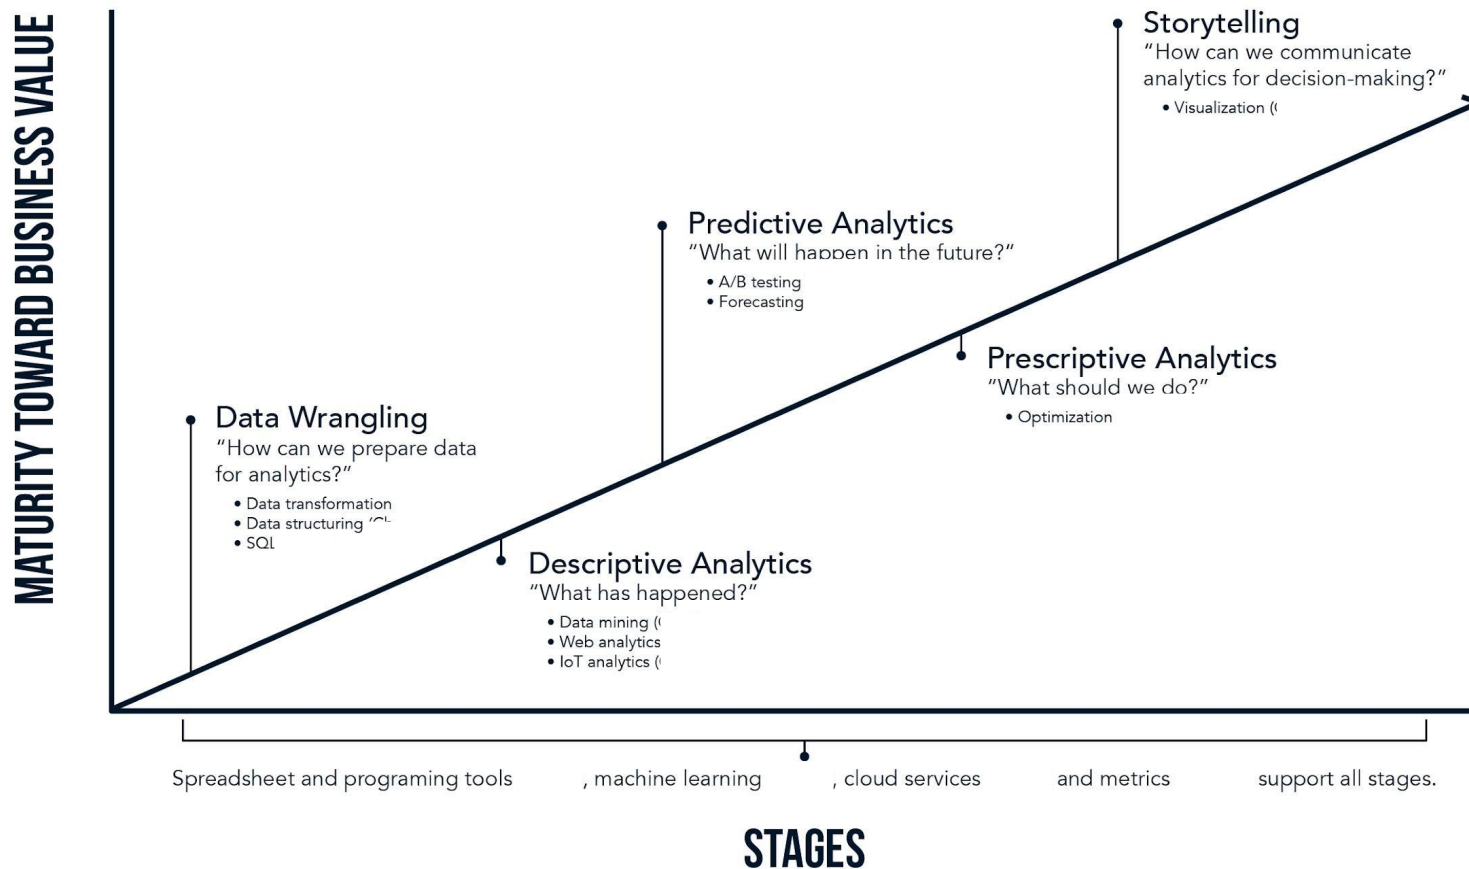 MATURITY TOWARD BUSINESS VALUE
Storytelling
“How can we communicate
analytics for decision-making?”
• Visualization (
Predictive Analytics
“What will happen in the future?”
• A/B testing
• Forecasting
Prescriptive Analytics
“What should we do?”
• Optimization
Data Wrangling
“How can we prepare data
for analytics?”
• Data transformation
• Data structuring
• SQL
Descriptive Analytics
“What has happened?”
• Data mining (
• Web analytics
• IoT analytics (
Spreadsheet and programing tools , machine learning , cloud services and metrics support all stages.
STAGES